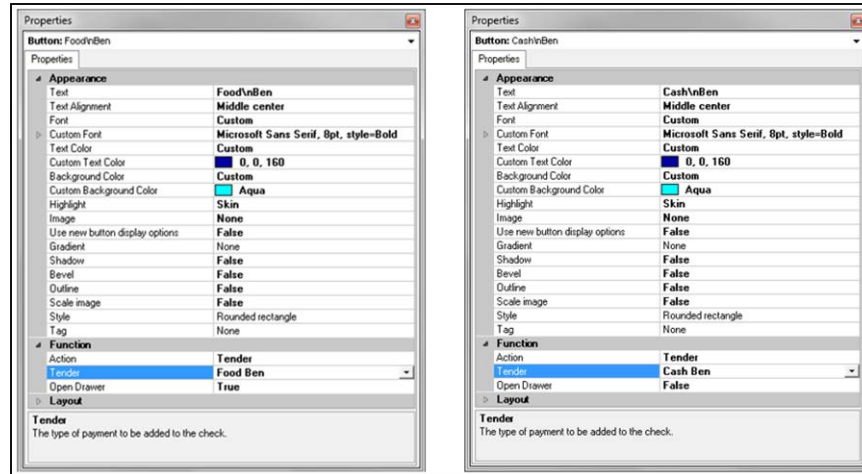 Properties
Button: Food\nBen
Properties
Appearance
Text Food\nBen
Text Alignment Middle center
Font Custom
Custom Font Microsoft Sans Serif, 8pt, style=Bold
Text Color Custom
Custom Text Color 0, 0, 160
Background Color Custom
Custom Background Color Aqua
Highlight Skin
Image None
Use new button display options False
Gradient None
Shadow False
Bevel False
Outline False
Scale image False
Style Rounded rectangle
Tag None
Function
Action Tender
Tender Food Ben
Open Drawer True
Layout
Tender
The type of payment to be added to the check.
Properties
Button: Cash\nBen
Properties
Appearance
Text Cash\nBen
Text Alignment Middle center
Font Custom
Custom Font Microsoft Sans Serif, 8pt, style=Bold
Text Color Custom
Custom Text Color 0, 0, 160
Background Color Custom
Custom Background Color Aqua
Highlight Skin
Image None
Use new button display options False
Gradient None
Shadow False
Bevel False
Outline False
Scale image False
Style Rounded rectangle
Tag None
Function
Action Tender
Tender Cash Ben
Open Drawer False
Layout
Tender
The type of payment to be added to the check.